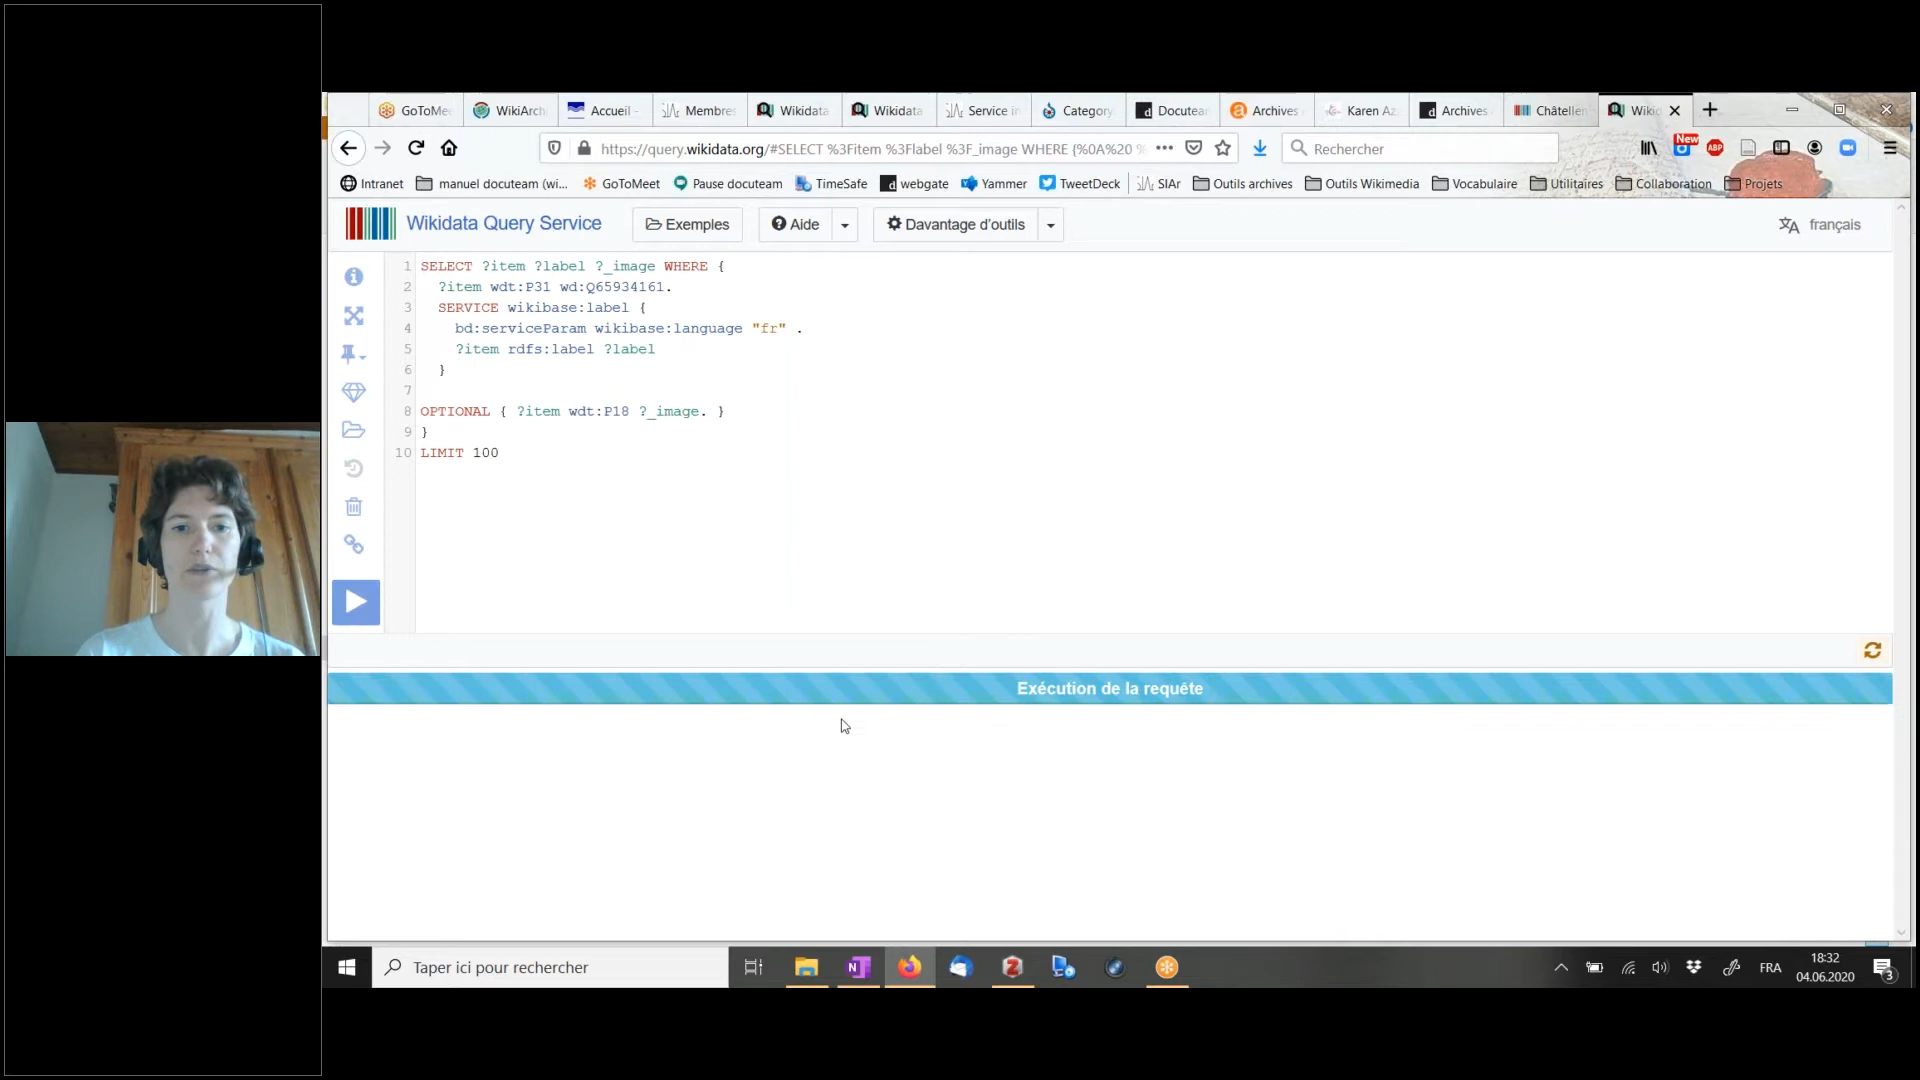 GoToMe
WikiArch
Accueil -
Membres
Wikidata
Wikidata
Service in
Category
Docutea
Archives
Karen Az
Archives
Châtellen
Wiki
https://query.wikidata.org/#SELECT %3Fitem %3Flabel %3F_image WHERE {%0A%20 %
Rechercher
New
ABP
Intranet
manuel docuteam (wi...
GoToMeet
Pause docuteam
TimeSafe
webgate
Yammer
TweetDeck
SIAr
Outils archives
Outils Wikimedia
Vocabulaire
Utilitaires
Collaboration
Projets
Wikidata Query Service
Exemples
Aide
Davantage d'outils
français
1 SELECT ?item ?label ?_image WHERE {
2 ?item wdt:P31 wd:Q65934161.
3 SERVICE wikibase:label {
4 bd:serviceParam wikibase:language "fr" .
5 ?item rdfs:label ?label
6 }
7
8 OPTIONAL { ?item wdt:P18 ?_image. }
9 }
10 LIMIT 100
Exécution de la requête
Taper ici pour rechercher
FRA
18:32
04.06.2020
3